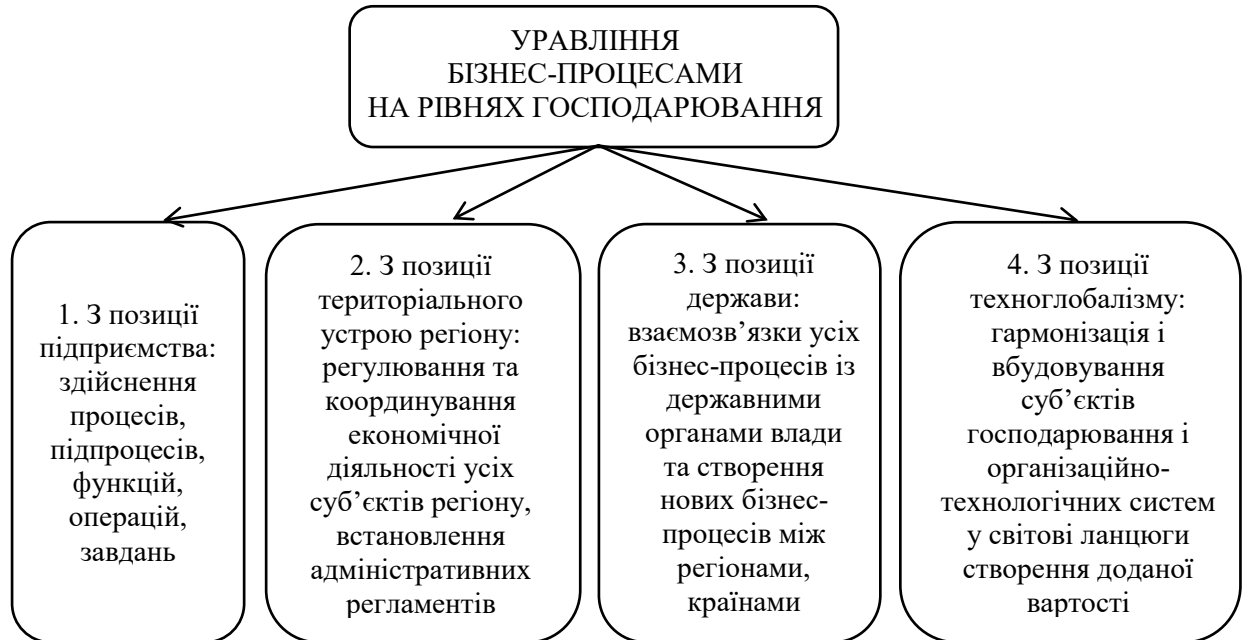 УРАВЛІННЯ
БІЗНЕС-ПРОЦЕСАМИ
НА РІВНЯХ ГОСПОДАРЮВАННЯ
1. З позиції
підприємства:
здійснення
процесів,
підпроцесів,
функцій,
операцій,
завдань
2. З позиції
територіального
устрою регіону:
регулювання та
координування
економічної
діяльності усіх
суб’єктів регіону,
встановлення
адміністративних
регламентів
3. З позиції
держави:
взаємозв’язки усіх
бізнес-процесів із
державними
органами влади
та створення
нових бізнес-
процесів між
регіонами,
країнами
4. З позиції
техноглобалізму:
гармонізація і
вбудовування
суб’єктів
господарювання і
організаційно-
технологічних систем
у світові ланцюги
створення доданої
вартості